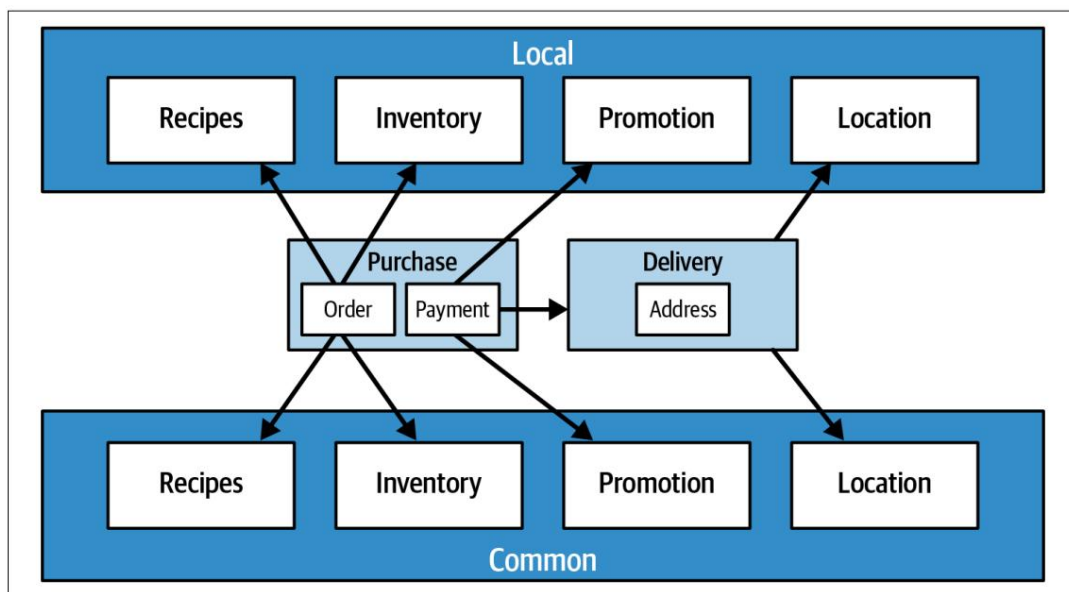 Local
Recipes
Inventory
Promotion
Location
Purchase
Order
Payment
Delivery
Address
Recipes
Inventory
Promotion
Location
Common